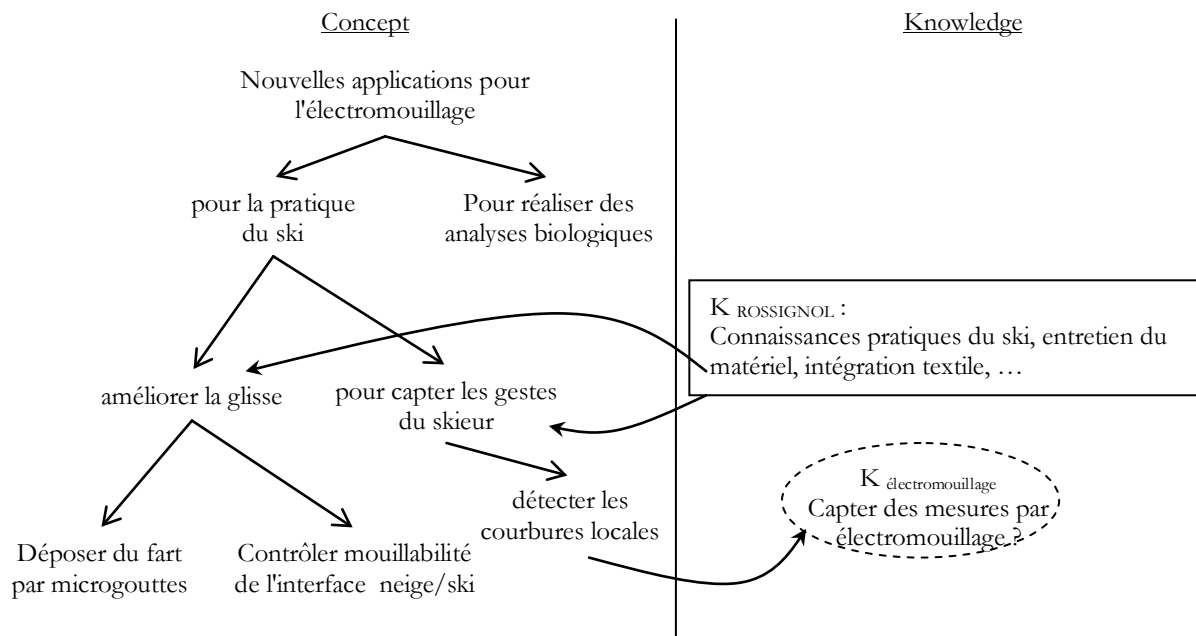 Concept
Knowledge
Nouvelles applications pour
l'électromouillage
pour la pratique
du ski
Pour réaliser des
analyses biologiques
K ROSSIGNOL :
Connaissances pratiques du ski, entretien du
matériel, intégration textile, …
améliorer la glisse
pour capter les gestes
du skieur
K électromouillage
Capter des mesures par
électromouillage ?
détecter les
courbures locales
Déposer du fart
par microgouttes
Contrôler mouillabilité
de l'interface neige/ski